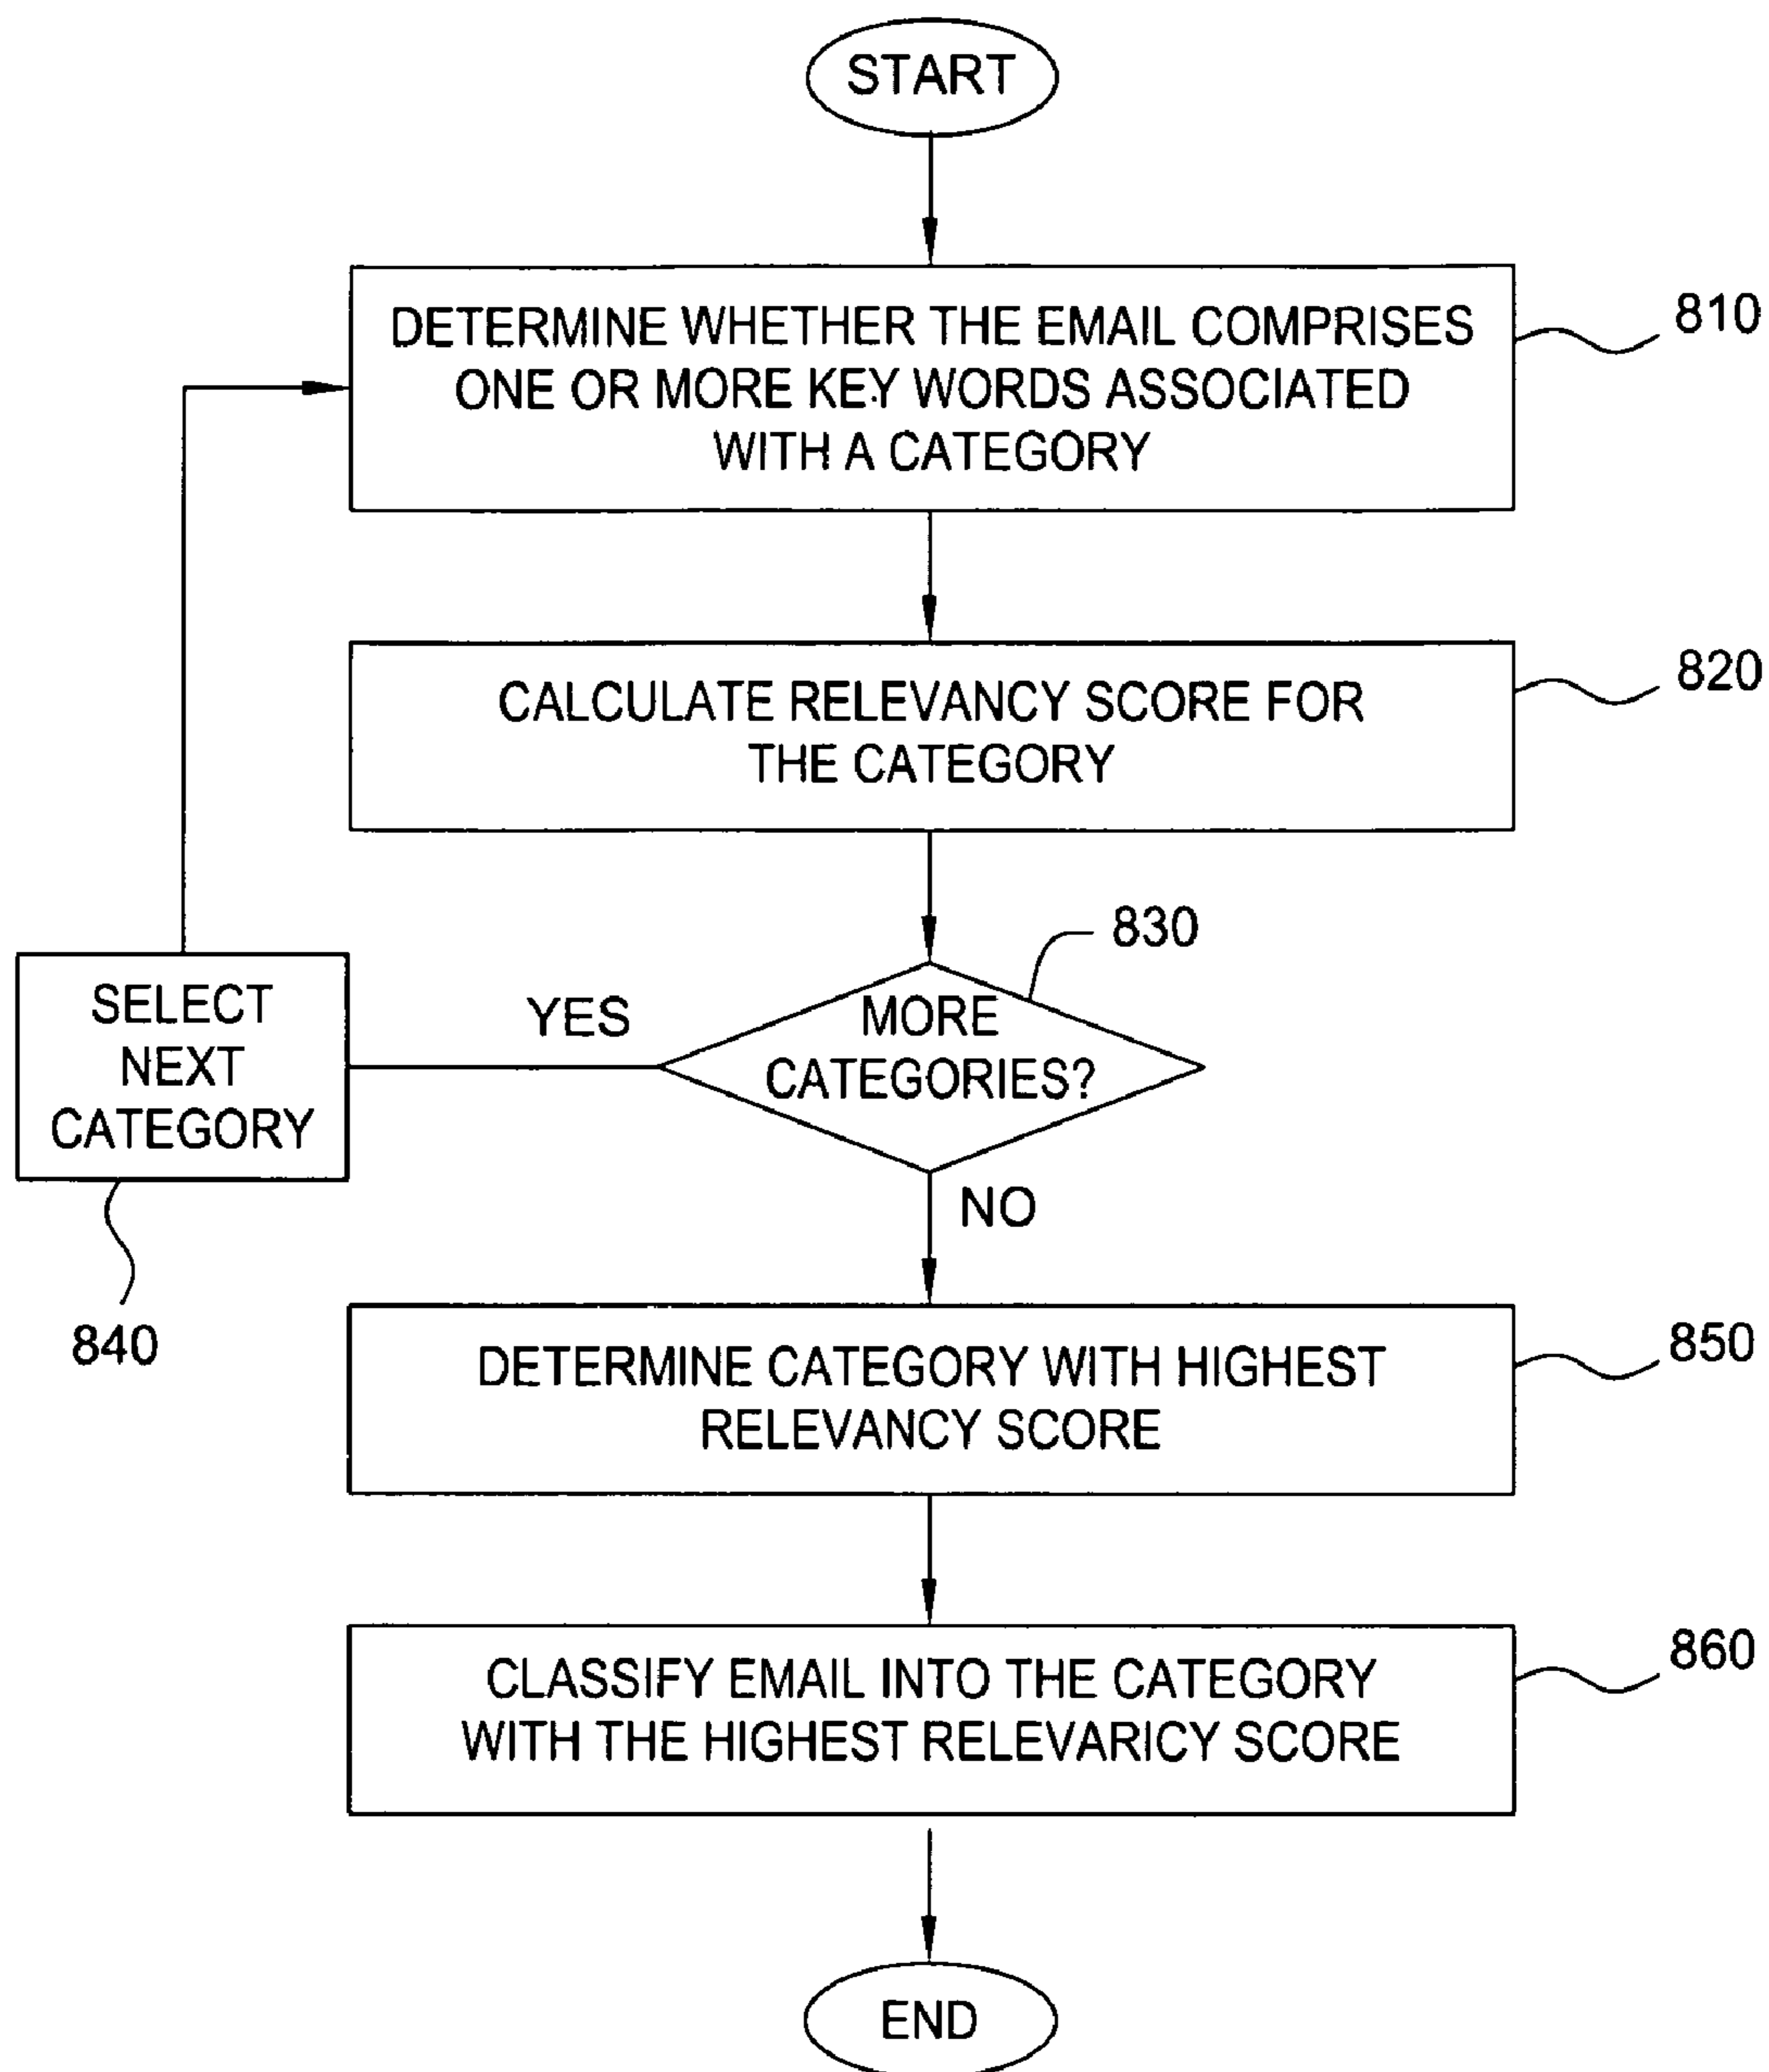 START
DETERMINE WHETHER THE EMAIL COMPRISES
ONE OR MORE KEY WORDS ASSOCIATED
WITH A CATEGORY
810
CALCULATE RELEVANCY SCORE FOR
THE CATEGORY
820
830
MORE
CATEGORIES?
YES
SELECT
NEXT
CATEGORY
840
NO
DETERMINE CATEGORY WITH HIGHEST
RELEVANCY SCORE
850
CLASSIFY EMAIL INTO THE CATEGORY
WITH THE HIGHEST RELEVARICY SCORE
860
END